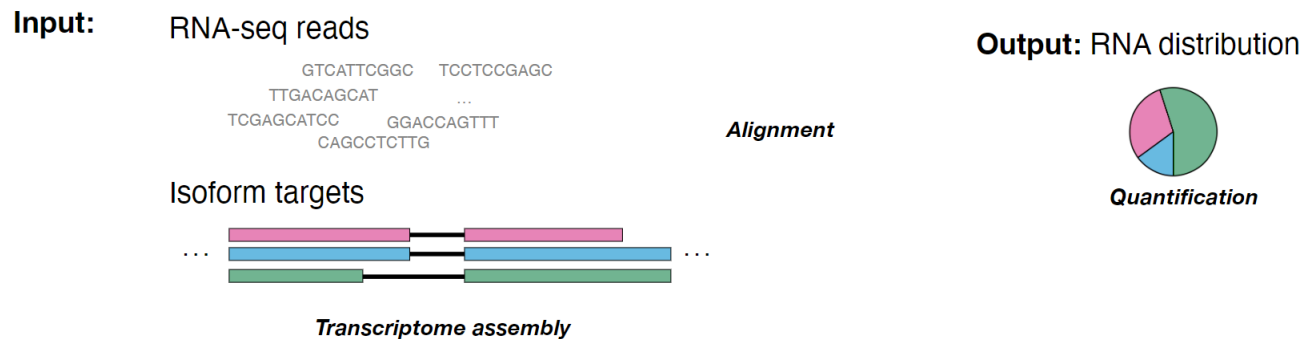 Input: RNA-seq reads
Output: RNA distribution
GTCATTCGGC TCCTCCGAGC
TTGACAGCAT ...
TCGAGCATCC GGACCAGTTT
CAGCCTCTTG
Alignment
Isoform targets
Quantification
... ...
Transcriptome assembly